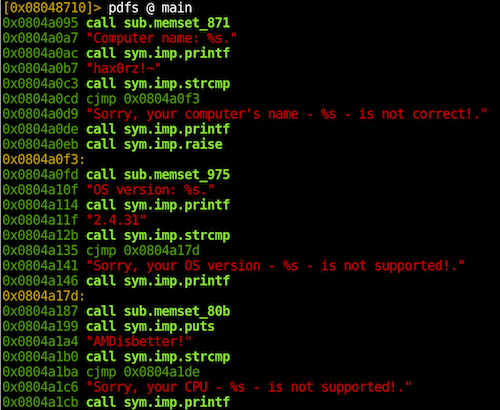 [0x08048710]> pdfs @ main
0x0804a095 call sub.memset_871
0x0804a0a7 "Computer name: %s."
0x0804a0ac call sym.imp.printf
0x0804a0b7 "hax0rz!~"
0x0804a0c3 call sym.imp.strcmp
0x0804a0cd cjmp 0x0804a0f3
0x0804a0d9 "Sorry, your computer's name - %s - is not correct!."
0x0804a0de call sym.imp.printf
0x0804a0eb call sym.imp.raise
0x0804a0f3:
0x0804a0fd call sub.memset_975
0x0804a10f "OS version: %s."
0x0804a114 call sym.imp.printf
0x0804a11f "2.4.31"
0x0804a12b call sym.imp.strcmp
0x0804a135 cjmp 0x0804a17d
0x0804a141 "Sorry, your OS version - %s - is not supported!."
0x0804a146 call sym.imp.printf
0x0804a17d:
0x0804a187 call sub.memset_80b
0x0804a199 call sym.imp.puts
0x0804a1a4 "AMDisbetter!"
0x0804a1b0 call sym.imp.strcmp
0x0804a1ba cjmp 0x0804a1de
0x0804a1c6 "Sorry, your CPU - %s - is not supported!."
0x0804a1cb call sym.imp.printf